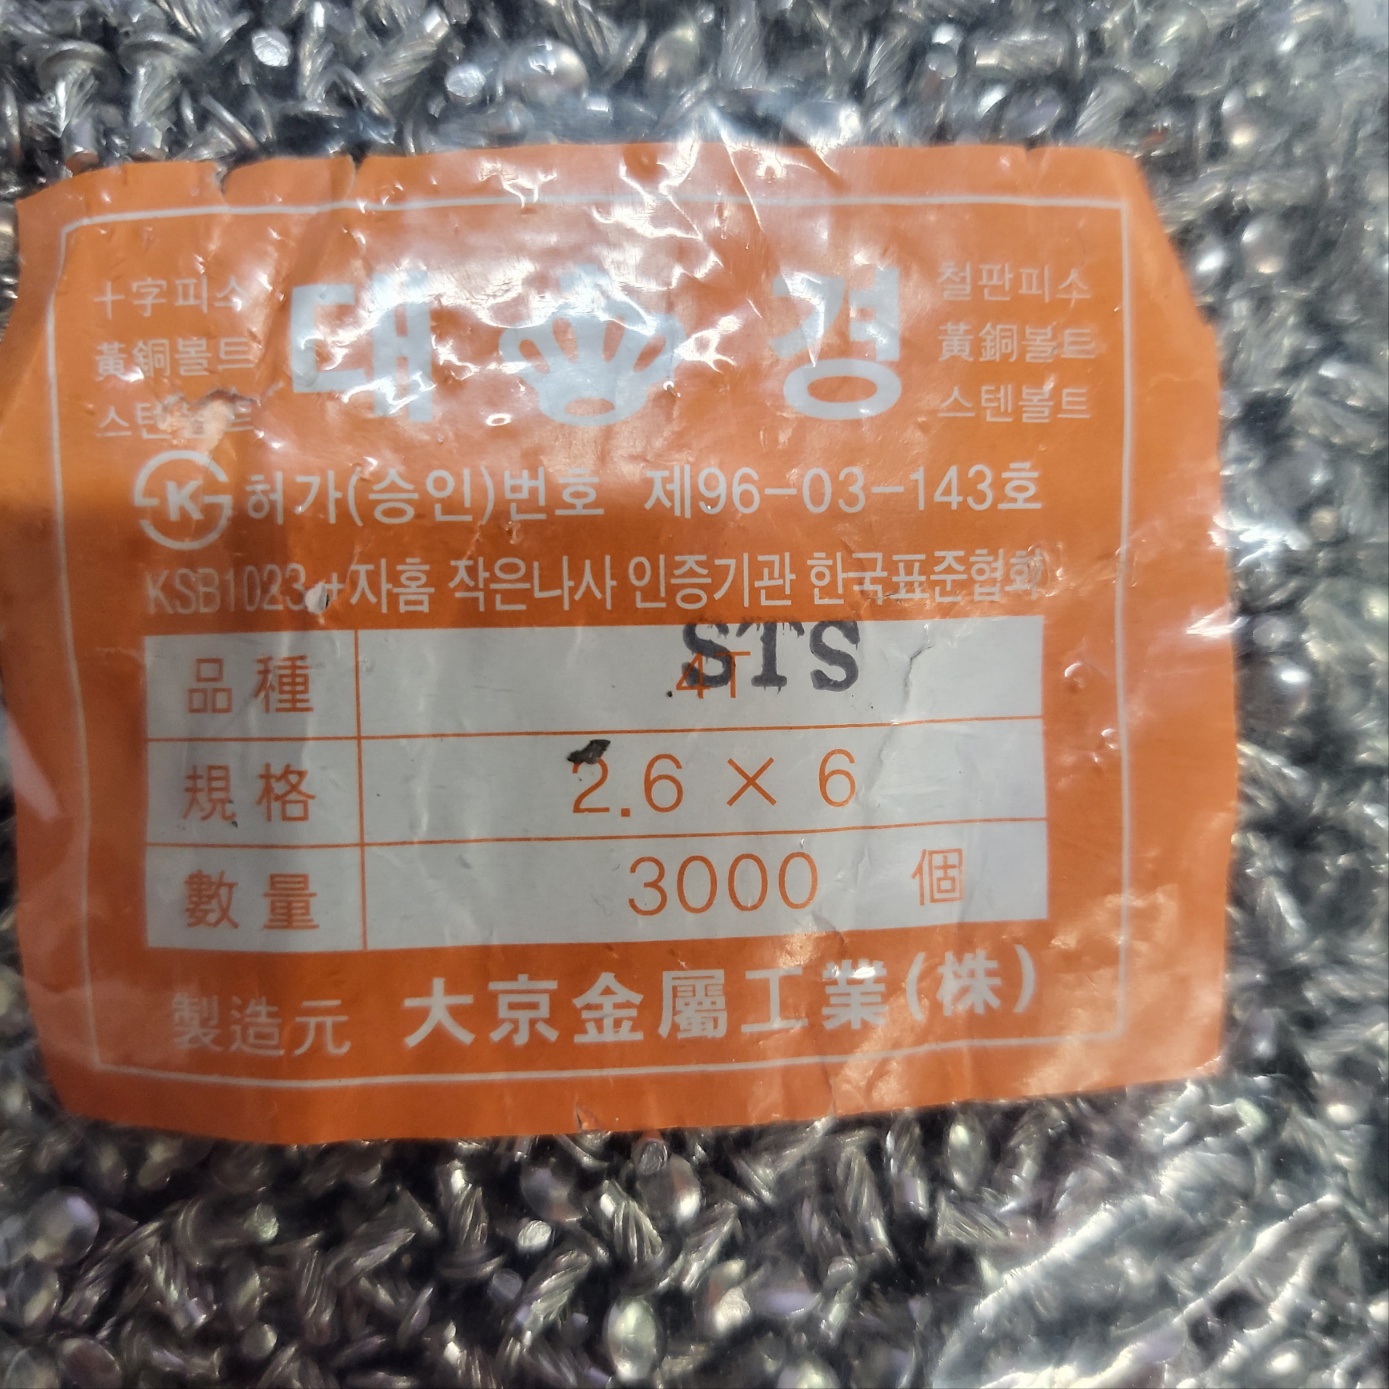 十字피스
黃銅볼트
스텐볼트
대경
철판피스
黃銅볼트
스텐볼트
K 허가(승인)번호 제96-03-143호
KSB1023 +자홈 작은나사 인증기관 한국표준협회
品種 4T STS
規格 2.6 × 6
數量 3000 個
製造元 大京金屬工業(株)